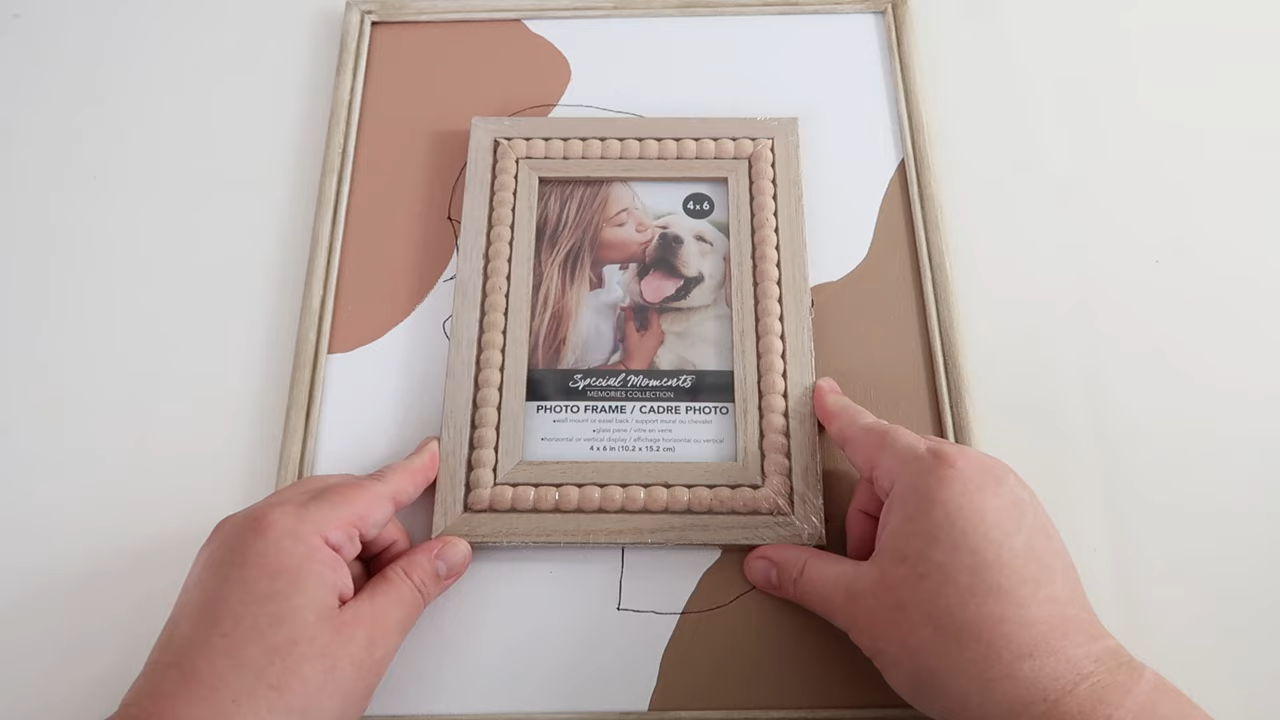 4x6
Special Moments
MEMORIES COLLECTION
PHOTO FRAME / CADRE PHOTO
•wall mount or easel back / support mural ou chevalet
•glass pane / vitre en verre
•horizontal or vertical display / affichage horizontal ou vertical
4 x 6 in (10.2 x 15.2 cm)